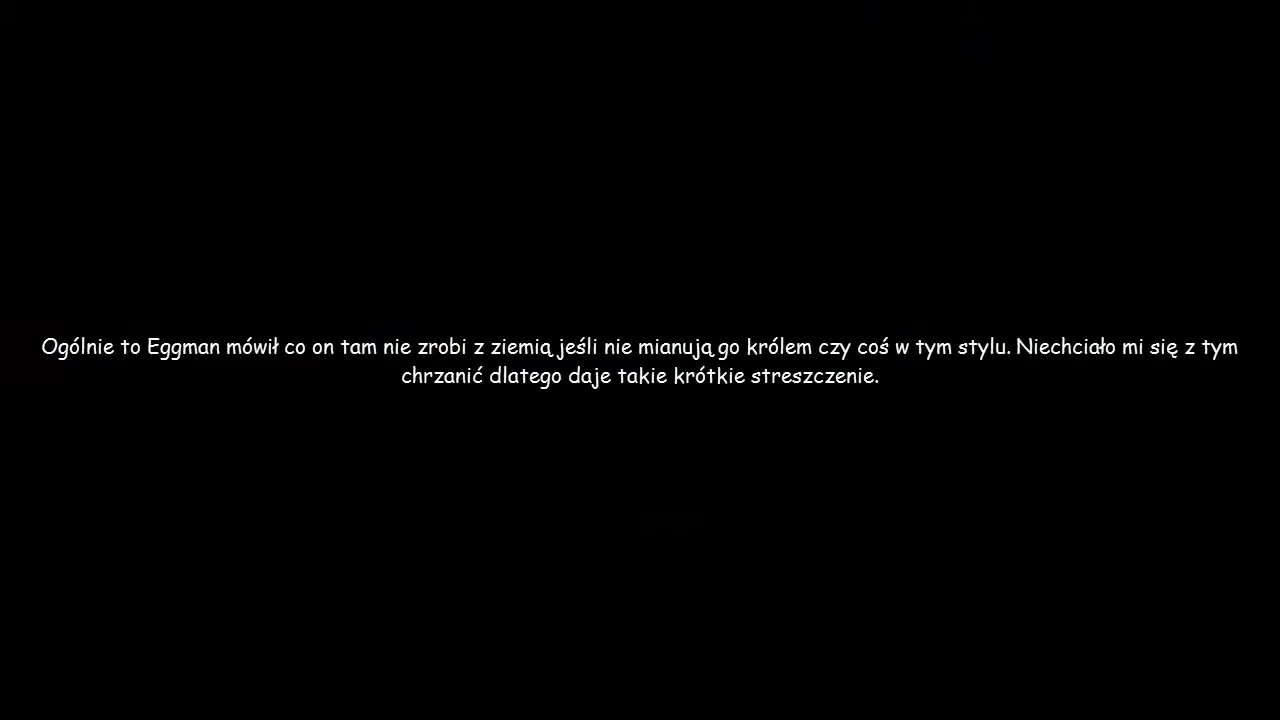 Ogólnie to Eggman mówił co on tam nie zrobi z ziemią jeśli nie mianują go królem czy coś w tym stylu. Niechciało mi się z tym
chrzanić dlatego daje takie krótkie streszczenie.